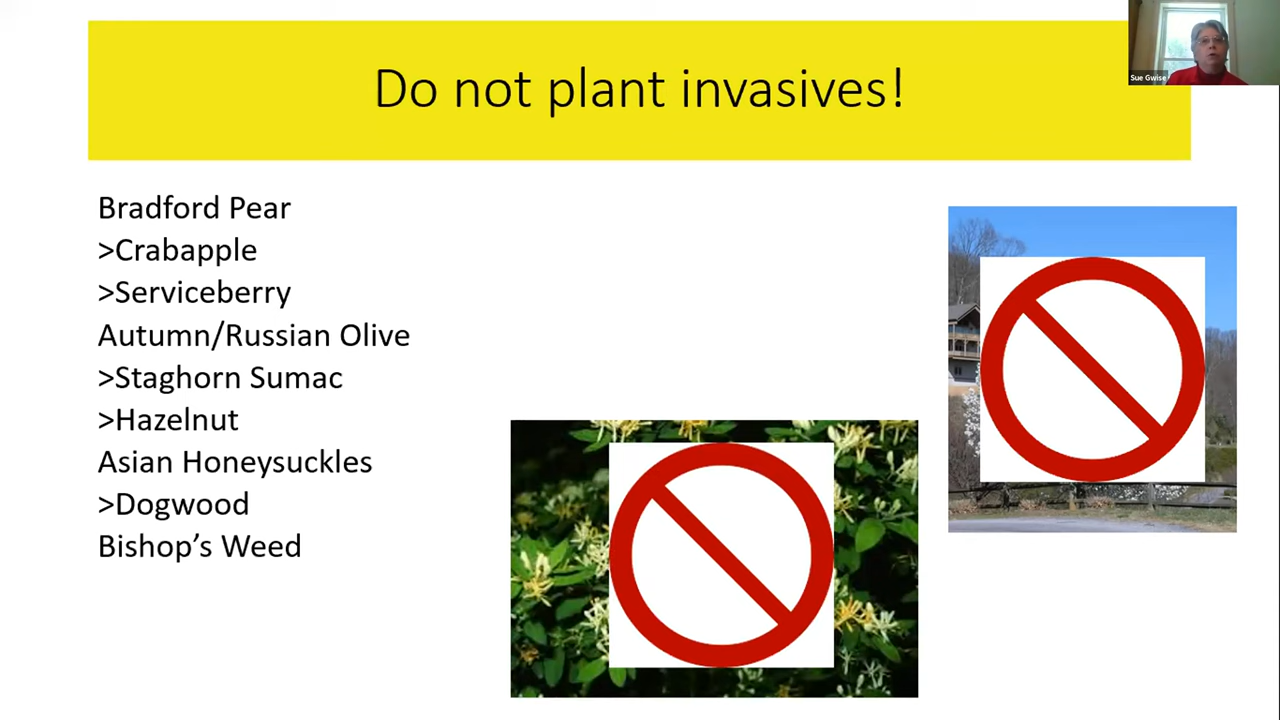 Do not plant invasives!
Sue Gwise
Bradford Pear
>Crabapple
>Serviceberry
Autumn/Russian Olive
>Staghorn Sumac
>Hazelnut
Asian Honeysuckles
>Dogwood
Bishop’s Weed